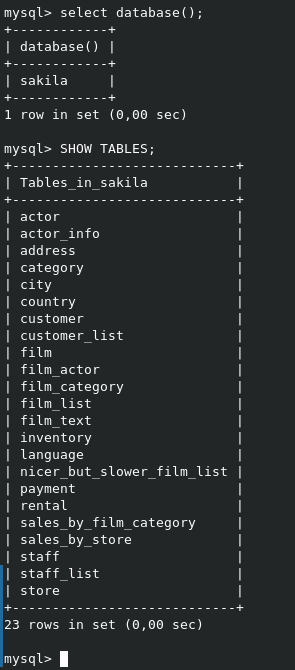 mysql> select database();
+------------+
| database() |
+------------+
| sakila     |
+------------+
1 row in set (0,00 sec)

mysql> SHOW TABLES;
+----------------------------+
| Tables_in_sakila           |
+----------------------------+
| actor                      |
| actor_info                 |
| address                    |
| category                   |
| city                       |
| country                    |
| customer                   |
| customer_list              |
| film                       |
| film_actor                 |
| film_category              |
| film_list                  |
| film_text                  |
| inventory                  |
| language                   |
| nicer_but_slower_film_list |
| payment                    |
| rental                     |
| sales_by_film_category     |
| sales_by_store             |
| staff                      |
| staff_list                 |
| store                      |
+----------------------------+
23 rows in set (0,00 sec)

mysql>